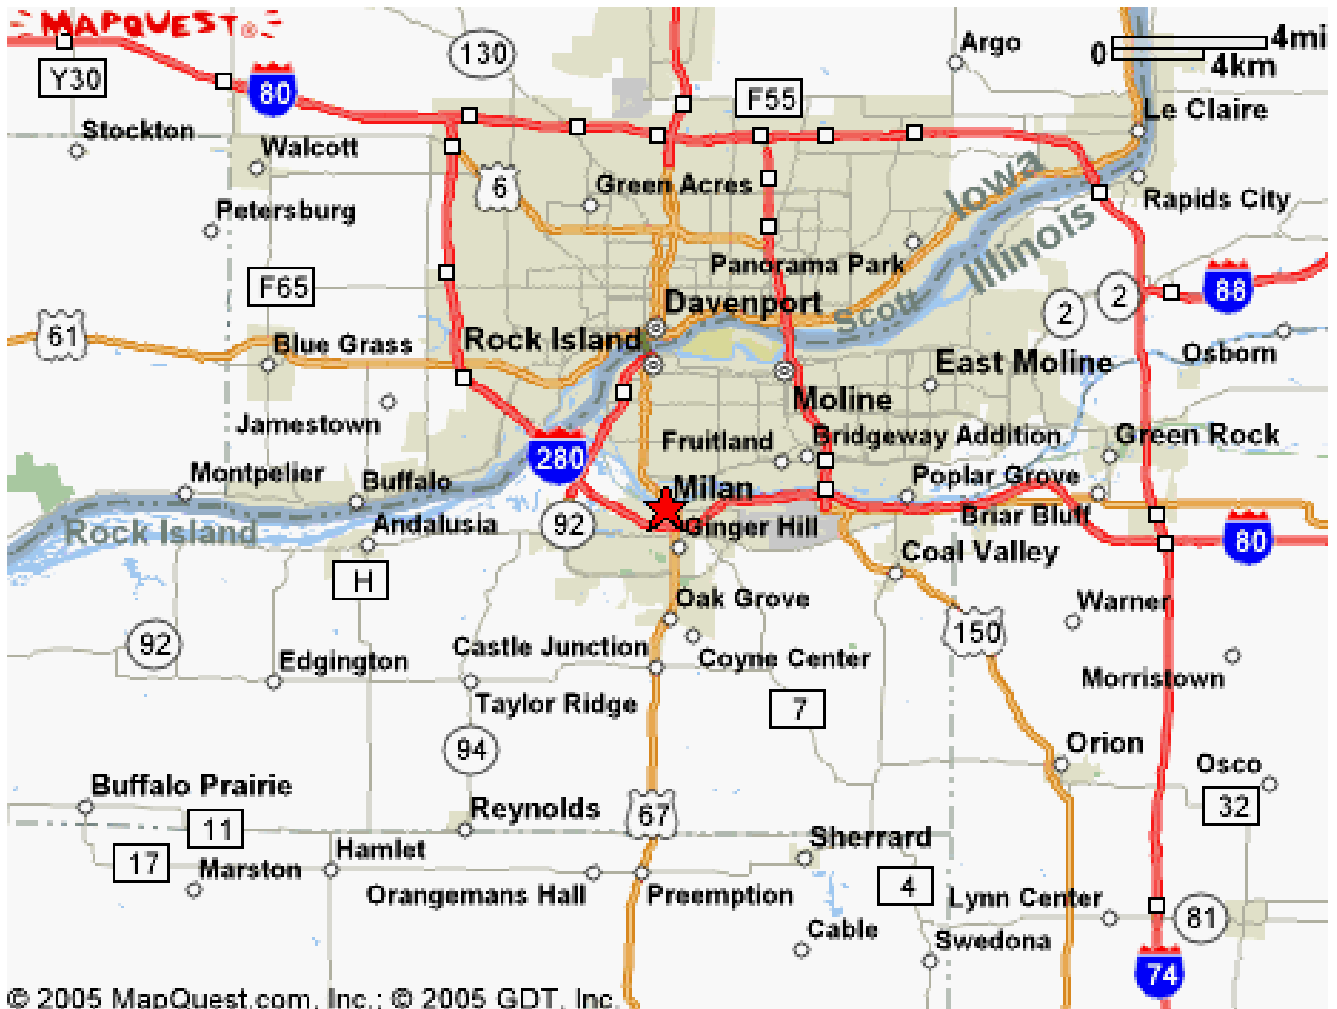 MAPQUEST®
130
Argo
0
4mi
4km
Y30
80
F55
Le Claire
Stockton
Walcott
6
Green Acres
Iowa
Rapids City
Petersburg
Illinois
Panorama Park
F65
Davenport
Scott
2
2
88
61
Blue Grass
Rock Island
East Moline
Osborn
Jamestown
Moline
Fruitland
Bridgeway Addition
Green Rock
280
Montpelier
Buffalo
Milan
Poplar Grove
Rock Island
Andalusia
92
Ginger Hill
Briar Bluff
80
Coal Valley
H
Oak Grove
Warner
92
Castle Junction
150
Edgington
Coyne Center
Morristown
Taylor Ridge
7
94
Orion
Osco
Buffalo Prairie
Reynolds
67
32
11
Sherrard
17
Hamlet
Marston
Orangemans Hall
Preemption
4
Lynn Center
81
Cable
Swedona
74
© 2005 MapQuest.com, Inc.; © 2005 GDT, Inc.